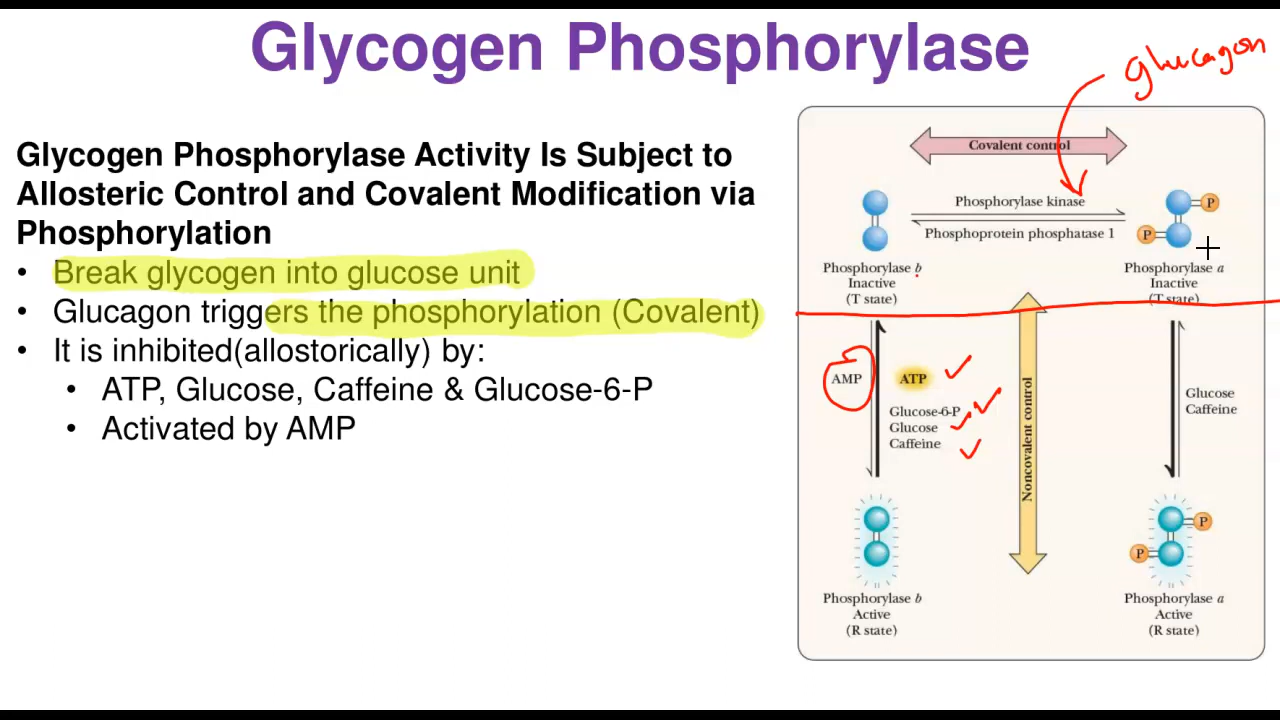 Glycogen Phosphorylase
glucagon
Glycogen Phosphorylase Activity Is Subject to
Allosteric Control and Covalent Modification via
Phosphorylation
• Break glycogen into glucose unit
• Glucagon triggers the phosphorylation (Covalent)
• It is inhibited(allostorically) by:
• ATP, Glucose, Caffeine & Glucose-6-P
• Activated by AMP
Covalent control
Phosphorylase kinase
Phosphoprotein phosphatase 1
P
P
Phosphorylase b
Inactive
(T state)
Phosphorylase a
Inactive
(T state)
AMP
ATP
Glucose-6-P
Glucose
Caffeine
Noncovalent control
Glucose
Caffeine
P
P
Phosphorylase b
Active
(R state)
Phosphorylase a
Active
(R state)